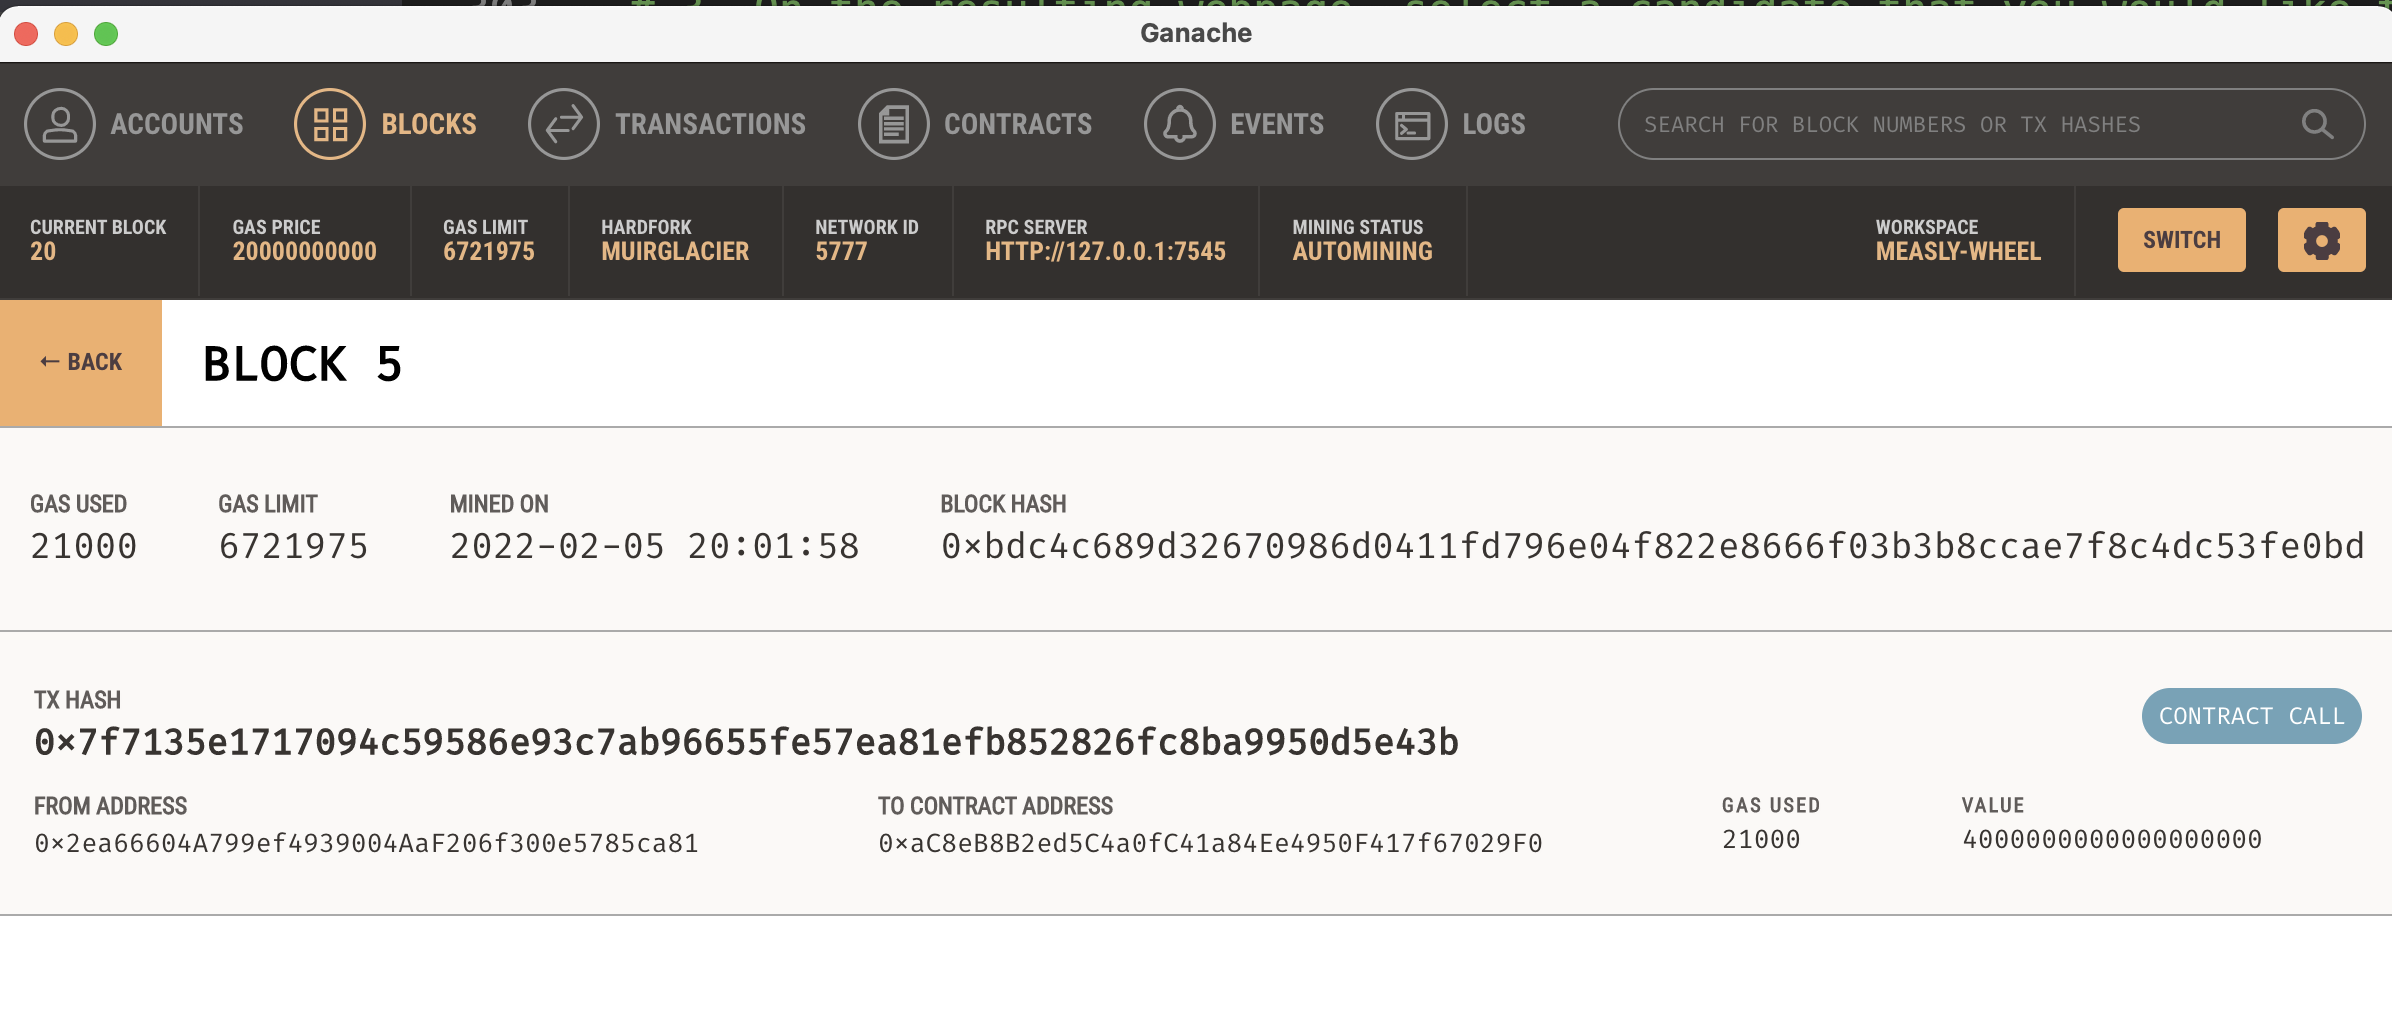 Ganache
ACCOUNTS BLOCKS TRANSACTIONS CONTRACTS EVENTS LOGS SEARCH FOR BLOCK NUMBERS OR TX HASHES
CURRENT BLOCK GAS PRICE GAS LIMIT HARDFORK NETWORK ID RPC SERVER MINING STATUS WORKSPACE
20 20000000000 6721975 MUIRGLACIER 5777 HTTP://127.0.0.1:7545 AUTOMINING MEASLY-WHEEL SWITCH
← BACK BLOCK 5
GAS USED GAS LIMIT MINED ON BLOCK HASH
21000 6721975 2022-02-05 20:01:58 0×bdc4c689d32670986d0411fd796e04f822e8666f03b3b8ccae7f8c4dc53fe0bd
TX HASH
0×7f7135e1717094c59586e93c7ab96655fe57ea81efb852826fc8ba9950d5e43b CONTRACT CALL
FROM ADDRESS TO CONTRACT ADDRESS GAS USED VALUE
0×2ea66604A799ef4939004AaF206f300e5785ca81 0×aC8eB8B2ed5C4a0fC41a84Ee4950F417f67029F0 21000 4000000000000000000